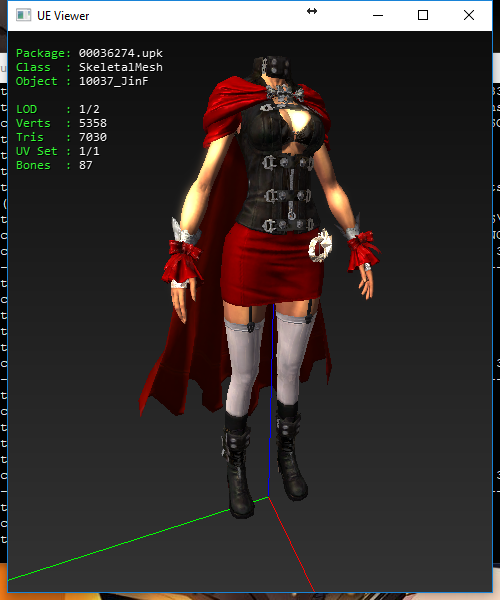 UE Viewer
Package: 00036274.upk
Class : SkeletalMesh
Object : 10037_JinF
LOD : 1/2
Verts : 5358
Tris : 7030
UV Set : 1/1
Bones : 87